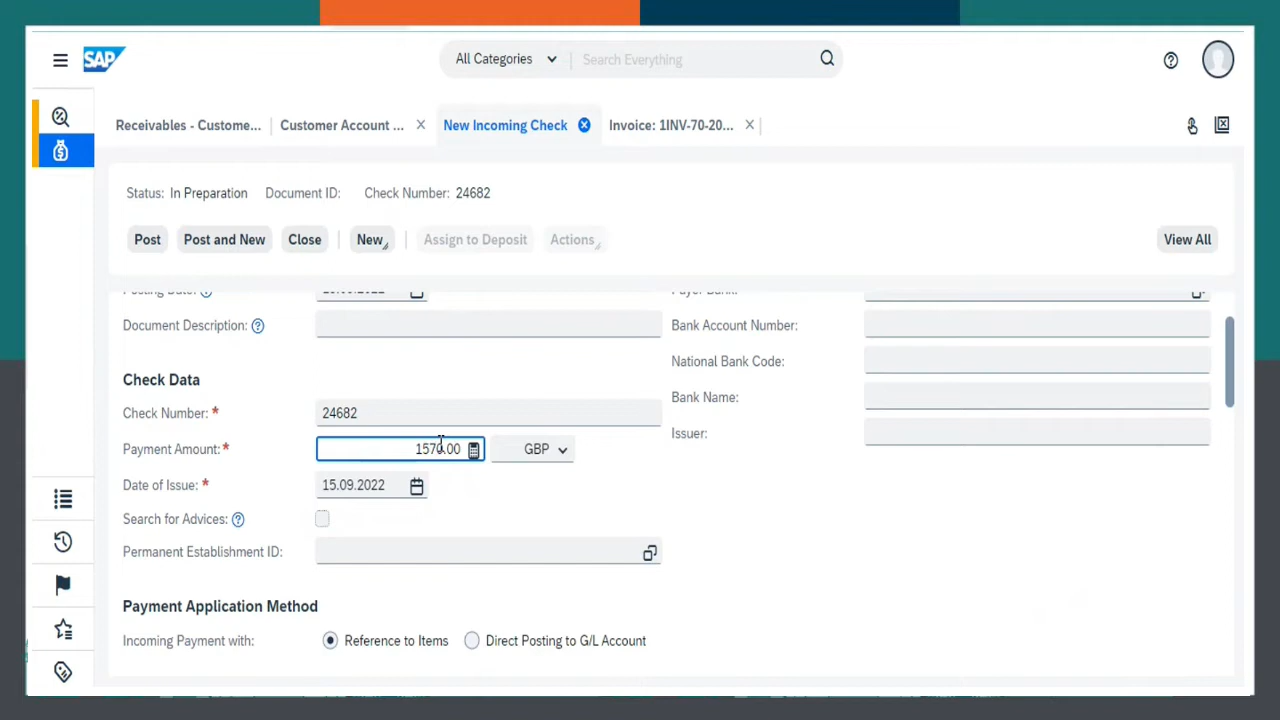 SAP
All Categories
Search Everything
Receivables - Custome...
Customer Account ...
New Incoming Check
Invoice: 1INV-70-20...
Status: In Preparation
Document ID:
Check Number: 24682
Post
Post and New
Close
New
Assign to Deposit
Actions
View All
Posting Date:
Payer Bank:
Document Description:
Bank Account Number:
National Bank Code:
Check Data
Bank Name:
Check Number: * 24682
Issuer:
Payment Amount: * 1570.00 GBP
Date of Issue: * 15.09.2022
Search for Advices:
Permanent Establishment ID:
Payment Application Method
Incoming Payment with: Reference to Items Direct Posting to G/L Account